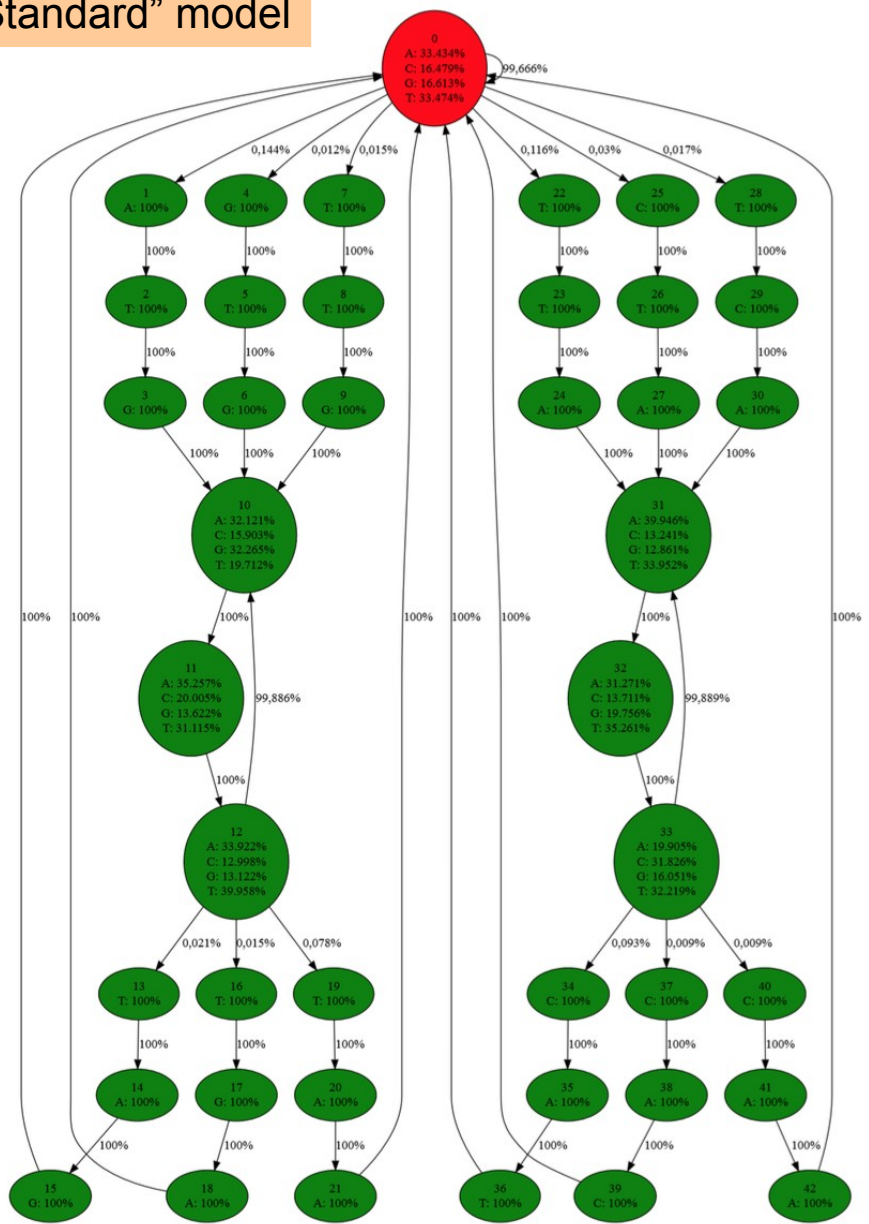 Standard” model
0
A: 33.434%
C: 16.479%
G: 16.613%
T: 33.474%
99,666%
0,144%
0,012%
0,015%
0,116%
0,03%
0,017%
1
A: 100%
4
G: 100%
7
T: 100%
22
T: 100%
25
C: 100%
28
T: 100%
100%
100%
100%
100%
100%
100%
2
T: 100%
5
T: 100%
8
T: 100%
23
T: 100%
26
T: 100%
29
C: 100%
100%
100%
100%
100%
100%
100%
3
G: 100%
6
G: 100%
9
G: 100%
24
A: 100%
27
A: 100%
30
A: 100%
100%
100%
100%
100%
100%
100%
10
A: 32.121%
C: 15.903%
G: 32.265%
T: 19.712%
31
A: 39.946%
C: 13.241%
G: 12.861%
T: 33.952%
100%
100%
100%
100%
100%
100%
100%
100%
11
A: 35.257%
C: 20.005%
G: 13.622%
T: 31.115%
99,886%
32
A: 31.271%
C: 13.711%
G: 19.756%
T: 35.261%
99,889%
100%
100%
12
A: 33.922%
C: 12.998%
G: 13.122%
T: 39.958%
33
A: 19.905%
C: 31.826%
G: 16.051%
T: 32.219%
0,021%
0,015%
0,078%
0,093%
0,009%
0,009%
13
T: 100%
16
T: 100%
19
T: 100%
34
C: 100%
37
C: 100%
40
C: 100%
100%
100%
100%
100%
100%
100%
14
A: 100%
17
G: 100%
20
A: 100%
35
A: 100%
38
A: 100%
41
A: 100%
100%
100%
100%
100%
100%
100%
15
G: 100%
18
A: 100%
21
A: 100%
36
T: 100%
39
C: 100%
42
A: 100%